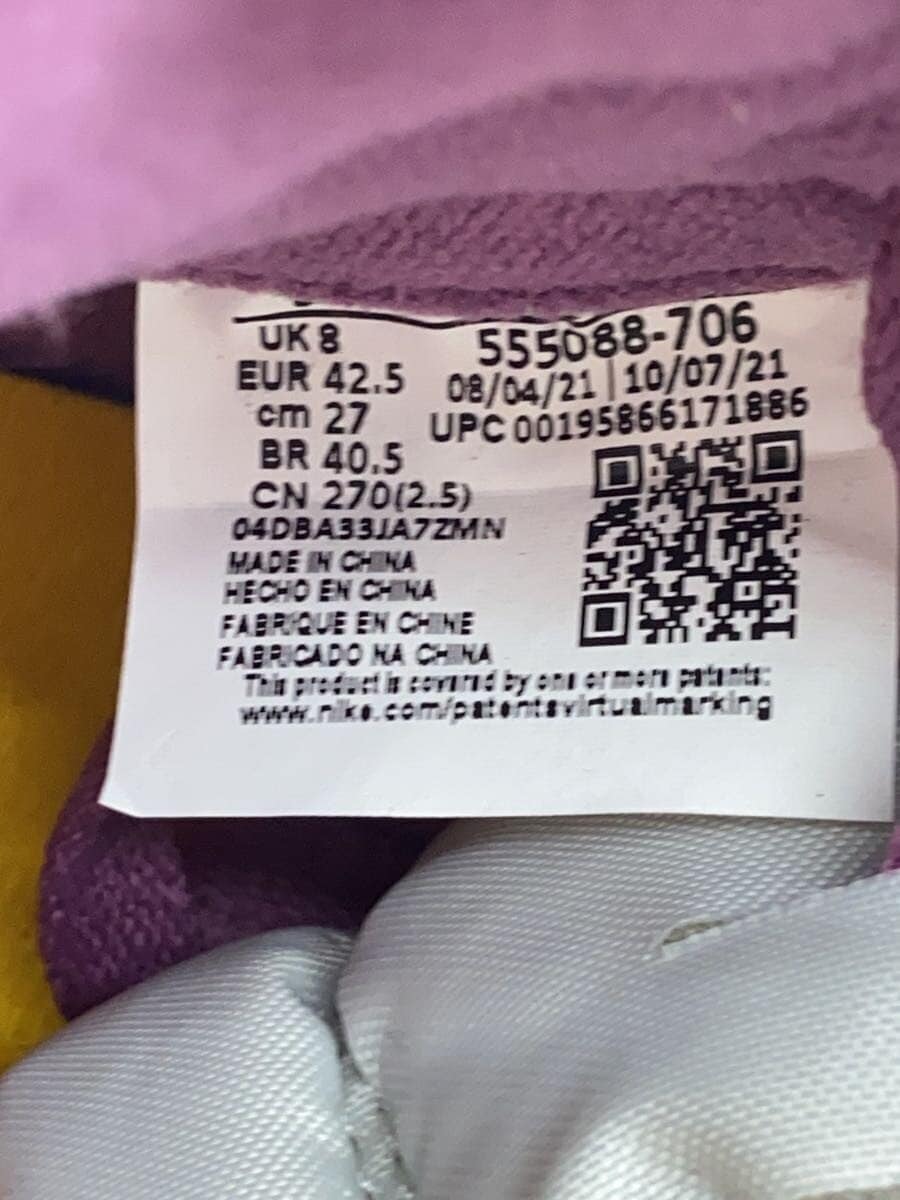 UK 8
555088-706
EUR 42.5
08/04/21 | 10/07/21
cm 27
UPC 00195866171886
BR 40.5
CN 270(2.5)
04DBA33JA7ZMN
MADE IN CHINA
HECHO EN CHINA
FABRIQUE EN CHINE
FABRICADO NA CHINA
This product is covered by one or more patents:
www.nike.com/patentsvirtualmarking